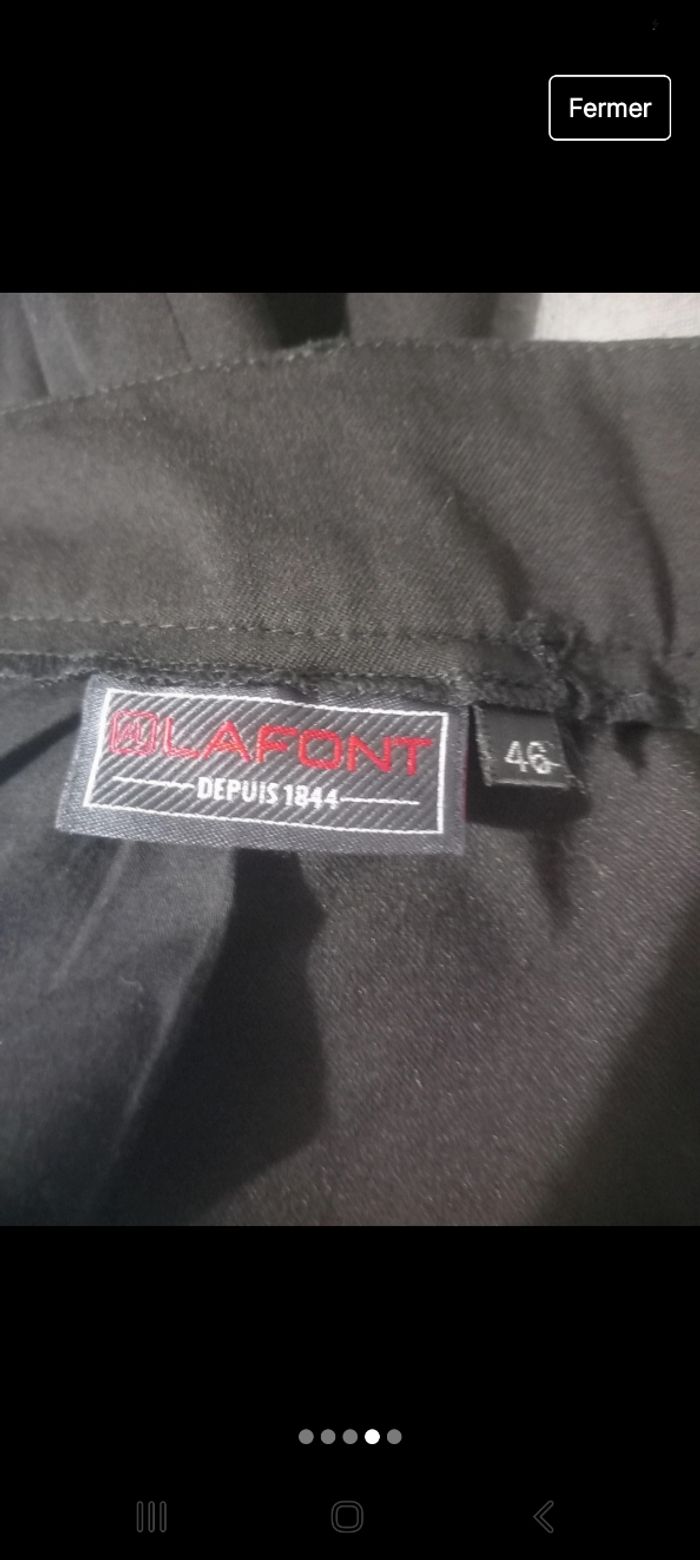 Fermer
LAFONT
DEPUIS 1844
46